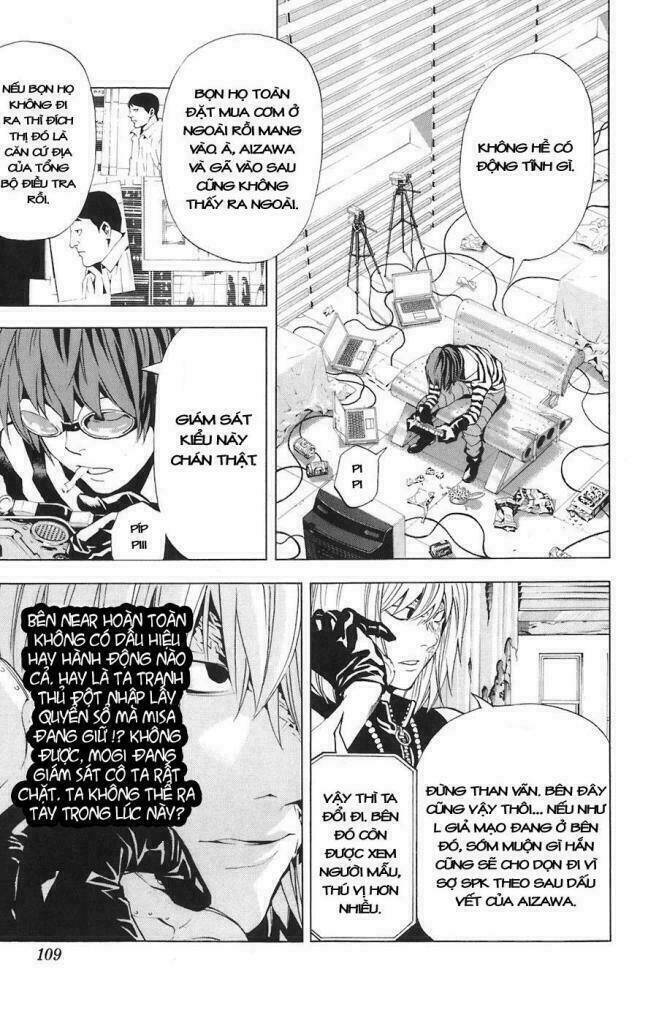 KHÔNG HỀ CÓ
ĐỘNG TĨNH GÌ.
BỌN HỌ TOÀN
ĐẶT MUA CƠM Ở
NGOÀI RỒI MANG
VÀO. À, AIZAWA
VÀ GÃ VÀO SAU
CŨNG KHÔNG
THẤY RA NGOÀI.
NẾU BỌN HỌ
KHÔNG ĐI
RA THÌ ĐÍCH
THỊ ĐÓ LÀ
CĂN CỨ ĐỊA
CỦA TỔNG
BỘ ĐIỀU TRA
RỒI.
PI
PI
GIÁM SÁT
KIỂU NÀY
CHÁN THẬT.
PÍP
PIII
ĐỪNG THAN VÃN. BÊN ĐÂY
CŨNG VẬY THÔI... NẾU NHƯ
L GIẢ MẠO ĐANG Ở BÊN
ĐÓ, SỚM MUỘN GÌ HẮN
CŨNG SẼ CHO DỌN ĐI VÌ
SỢ SPK THEO SAU DẤU
VẾT CỦA AIZAWA.
VẬY THÌ TA
ĐỔI ĐI. BÊN
ĐÓ CÒN
ĐƯỢC XEM
NGƯỜI MẪU,
THÚ VỊ HƠN
NHIỀU.
BÊN NEAR HOÀN TOÀN
KHÔNG CÓ DẤU HIỆU
HAY HÀNH ĐỘNG NÀO
CẢ. HAY LÀ TA TRANH
THỦ ĐỘT NHẬP LẤY
QUYỂN SỔ MÀ MISA
ĐANG GIỮ !? KHÔNG
ĐƯỢC, MOGI ĐANG
GIÁM SÁT CÔ TA RẤT
CHẶT. TA KHÔNG THỂ RA
TAY TRONG LÚC NÀY?
109